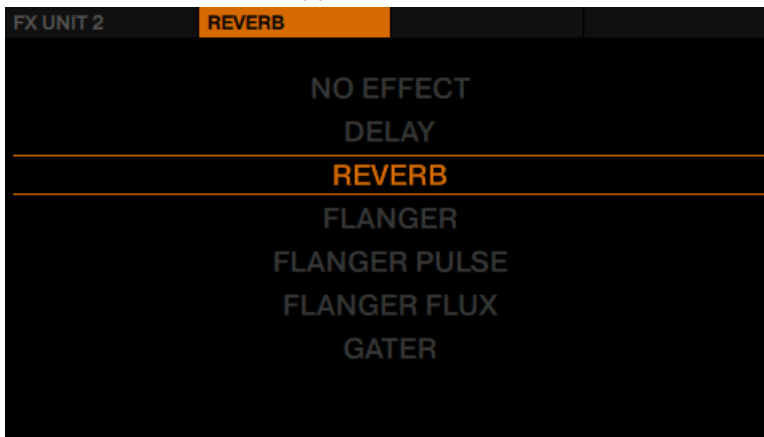 FX UNIT 2 REVERB
NO EFFECT
DELAY
REVERB
FLANGER
FLANGER PULSE
FLANGER FLUX
GATER